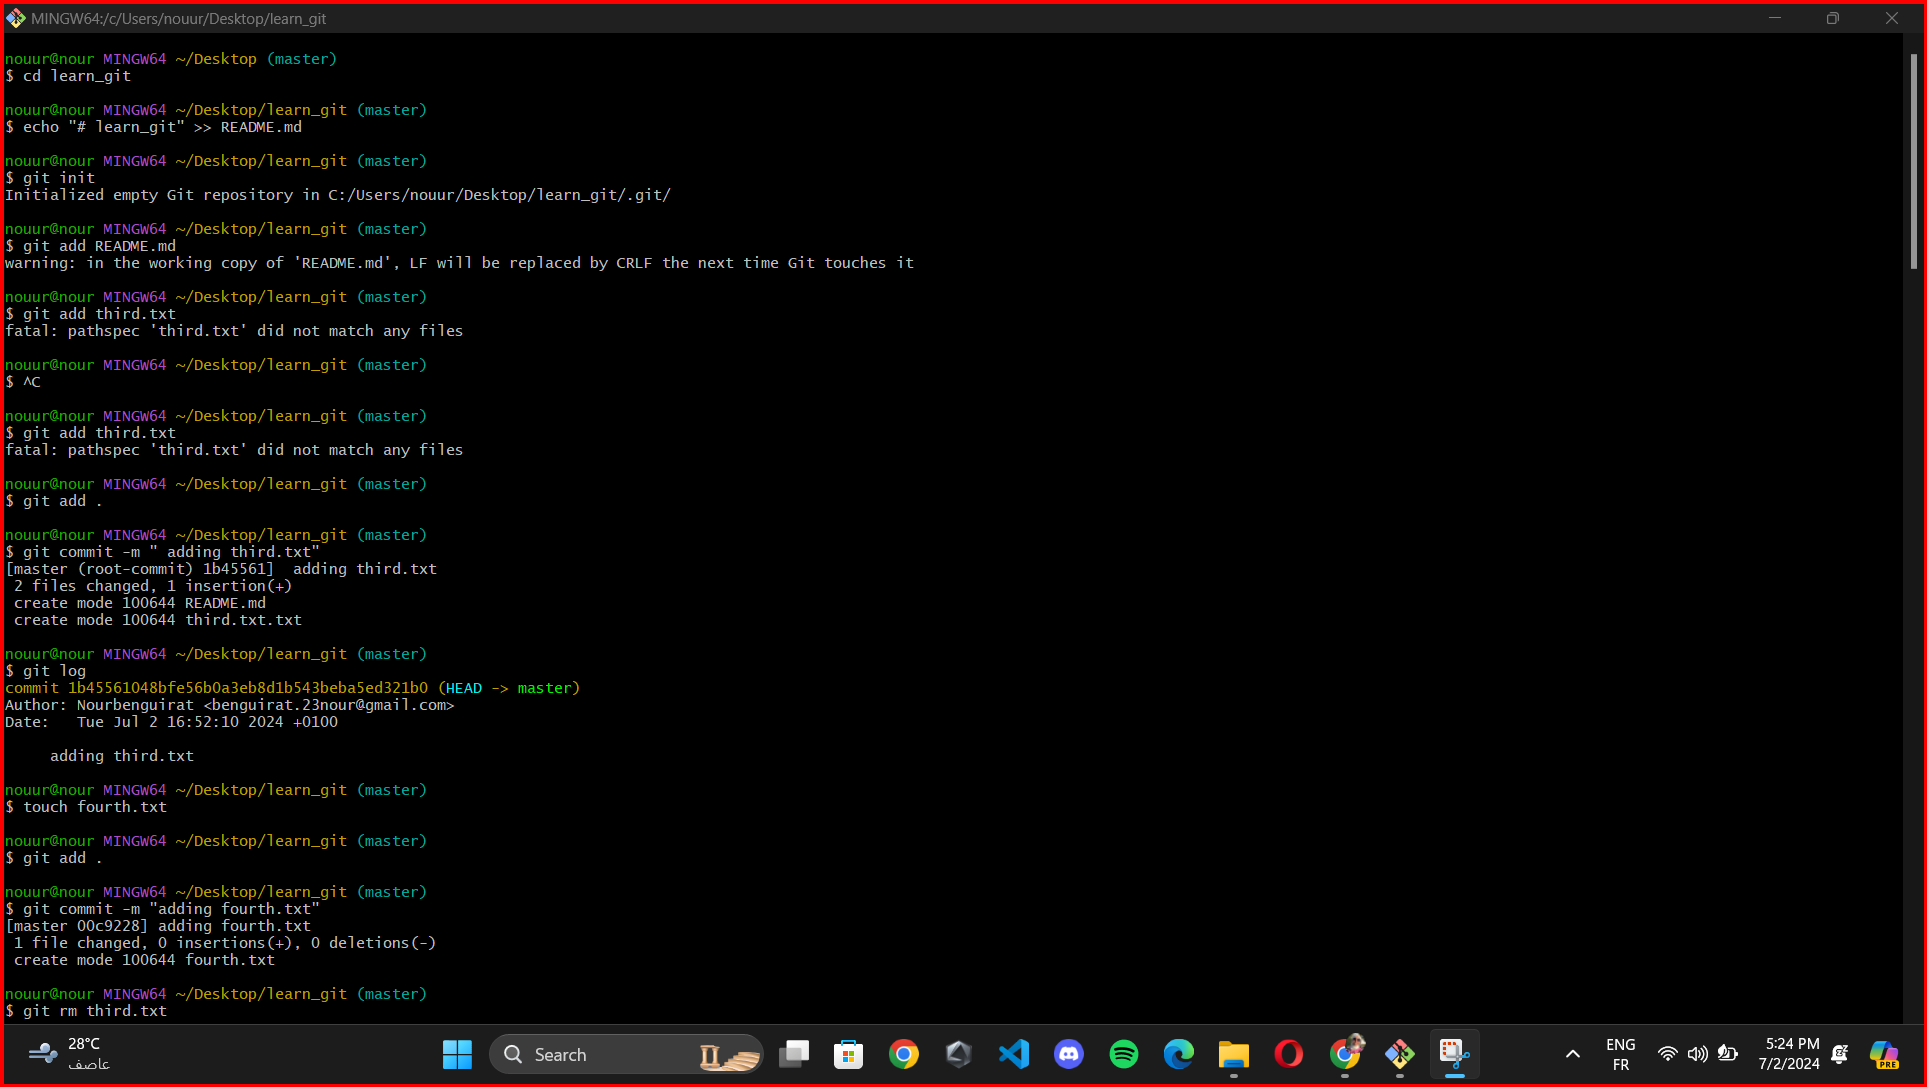 MINGW64:/c/Users/nouur/Desktop/learn_git
nouur@nour MINGW64 ~/Desktop (master)
$ cd learn_git
nouur@nour MINGW64 ~/Desktop/learn_git (master)
$ echo "# learn_git" >> README.md
nouur@nour MINGW64 ~/Desktop/learn_git (master)
$ git init
Initialized empty Git repository in C:/Users/nouur/Desktop/learn_git/.git/
nouur@nour MINGW64 ~/Desktop/learn_git (master)
$ git add README.md
warning: in the working copy of 'README.md', LF will be replaced by CRLF the next time Git touches it
nouur@nour MINGW64 ~/Desktop/learn_git (master)
$ git add third.txt
fatal: pathspec 'third.txt' did not match any files
nouur@nour MINGW64 ~/Desktop/learn_git (master)
$ ^C
nouur@nour MINGW64 ~/Desktop/learn_git (master)
$ git add third.txt
fatal: pathspec 'third.txt' did not match any files
nouur@nour MINGW64 ~/Desktop/learn_git (master)
$ git add .
nouur@nour MINGW64 ~/Desktop/learn_git (master)
$ git commit -m " adding third.txt"
[master (root-commit) 1b45561]  adding third.txt
 2 files changed, 1 insertion(+)
 create mode 100644 README.md
 create mode 100644 third.txt.txt
nouur@nour MINGW64 ~/Desktop/learn_git (master)
$ git log
commit 1b45561048bfe56b0a3eb8d1b543beba5ed321b0 (HEAD -> master)
Author: Nourbenguirat <benguirat.23nour@gmail.com>
Date:   Tue Jul 2 16:52:10 2024 +0100
     adding third.txt
nouur@nour MINGW64 ~/Desktop/learn_git (master)
$ touch fourth.txt
nouur@nour MINGW64 ~/Desktop/learn_git (master)
$ git add .
nouur@nour MINGW64 ~/Desktop/learn_git (master)
$ git commit -m "adding fourth.txt"
[master 00c9228] adding fourth.txt
 1 file changed, 0 insertions(+), 0 deletions(-)
 create mode 100644 fourth.txt
nouur@nour MINGW64 ~/Desktop/learn_git (master)
$ git rm third.txt
28°C
عاصف
Search
PRE
ENG
FR
5:24 PM
7/2/2024